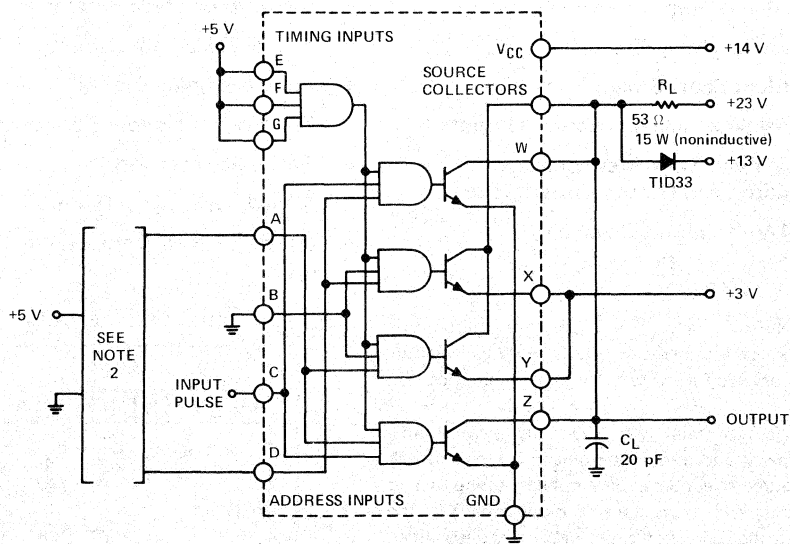 +5 V
TIMING INPUTS
E
F
G
VCC
+14 V
SOURCE
COLLECTORS
RL
+23 V
53 Ω
15 W (noninductive)
W
+13 V
TID33
A
B
X
+3 V
+5 V
SEE
NOTE
2
INPUT
PULSE
C
Y
Z
OUTPUT
D
CL
20 pF
ADDRESS INPUTS
GND